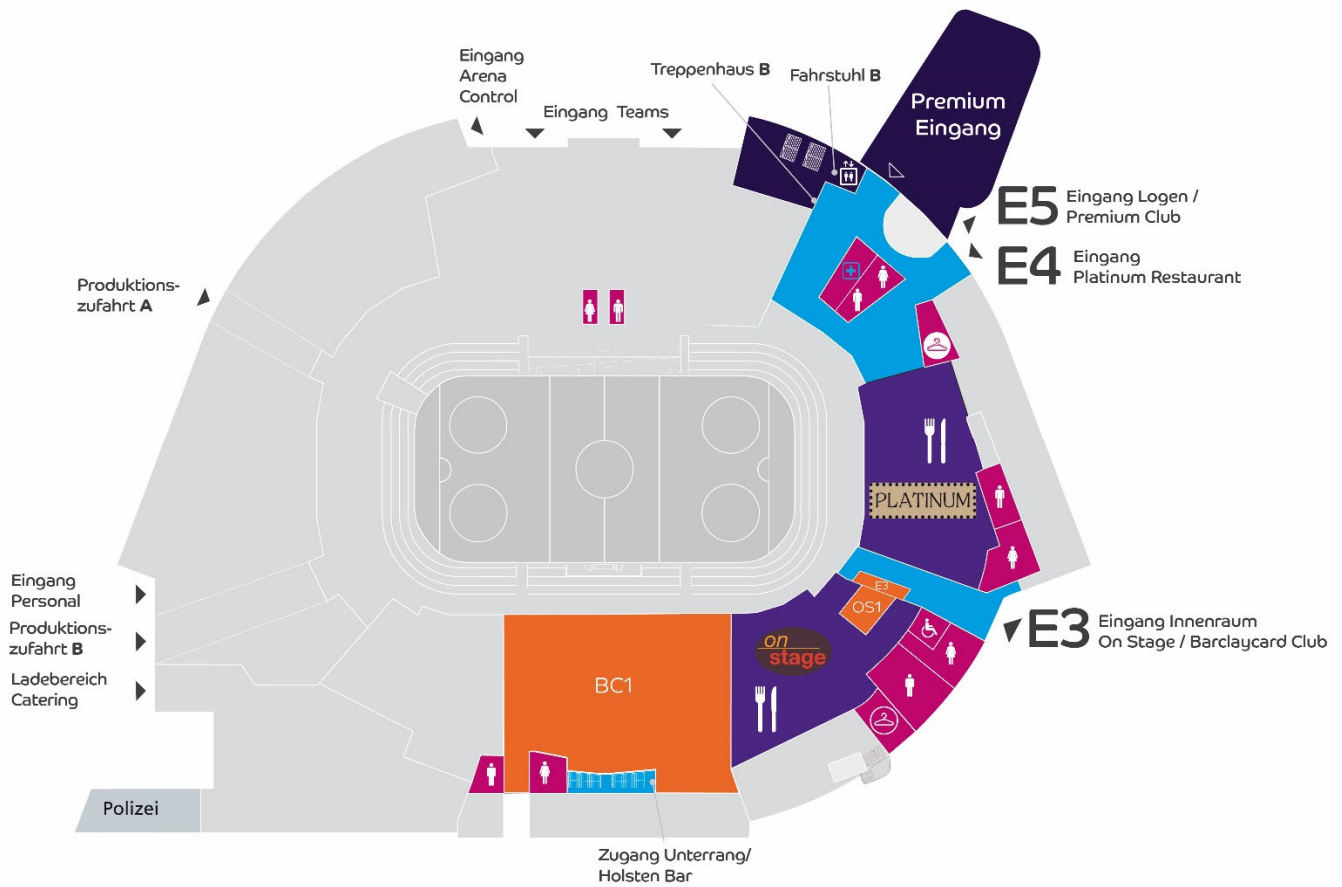 Eingang
Arena
Control
Eingang Teams
Treppenhaus B
Fahrstuhl B
Premium
Eingang
E5 Eingang Logen /
Premium Club
E4 Eingang
Platinum Restaurant
Produktions-
zufahrt A
PLATINUM
Eingang
Personal
Produktions-
zufahrt B
Ladebereich
Catering
E3
OS1
on
stage
E3 Eingang Innenraum
On Stage / Barclaycard Club
BC1
Polizei
Zugang Unterrang/
Holsten Bar